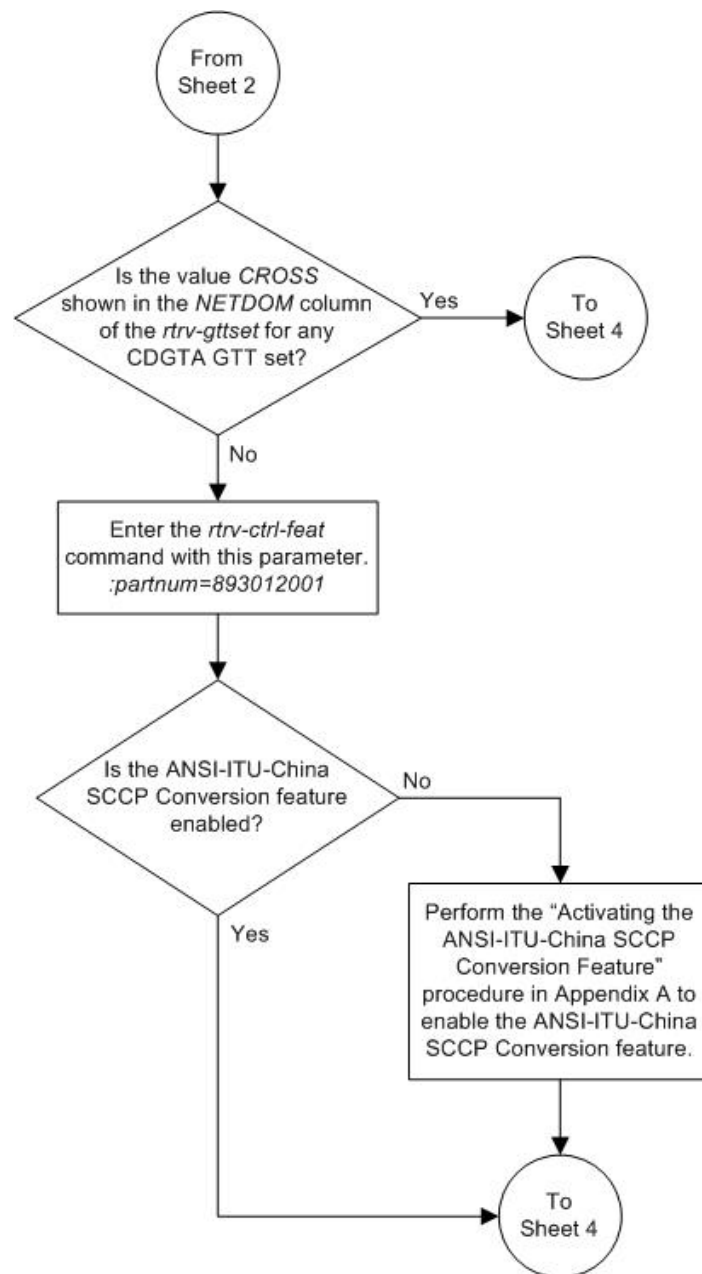 From
Sheet 2
Is the value CROSS
shown in the NETDOM column
of the rtrv-gttset for any
CDGTA GTT set?
Yes
To
Sheet 4
No
Enter the rtrv-ctrl-feat
command with this parameter.
:partnum=893012001
Is the ANSI-ITU-China
SCCP Conversion feature
enabled?
No
Yes
Perform the “Activating the
ANSI-ITU-China SCCP
Conversion Feature"
procedure in Appendix A to
enable the ANSI-ITU-China
SCCP Conversion feature.
To
Sheet 4